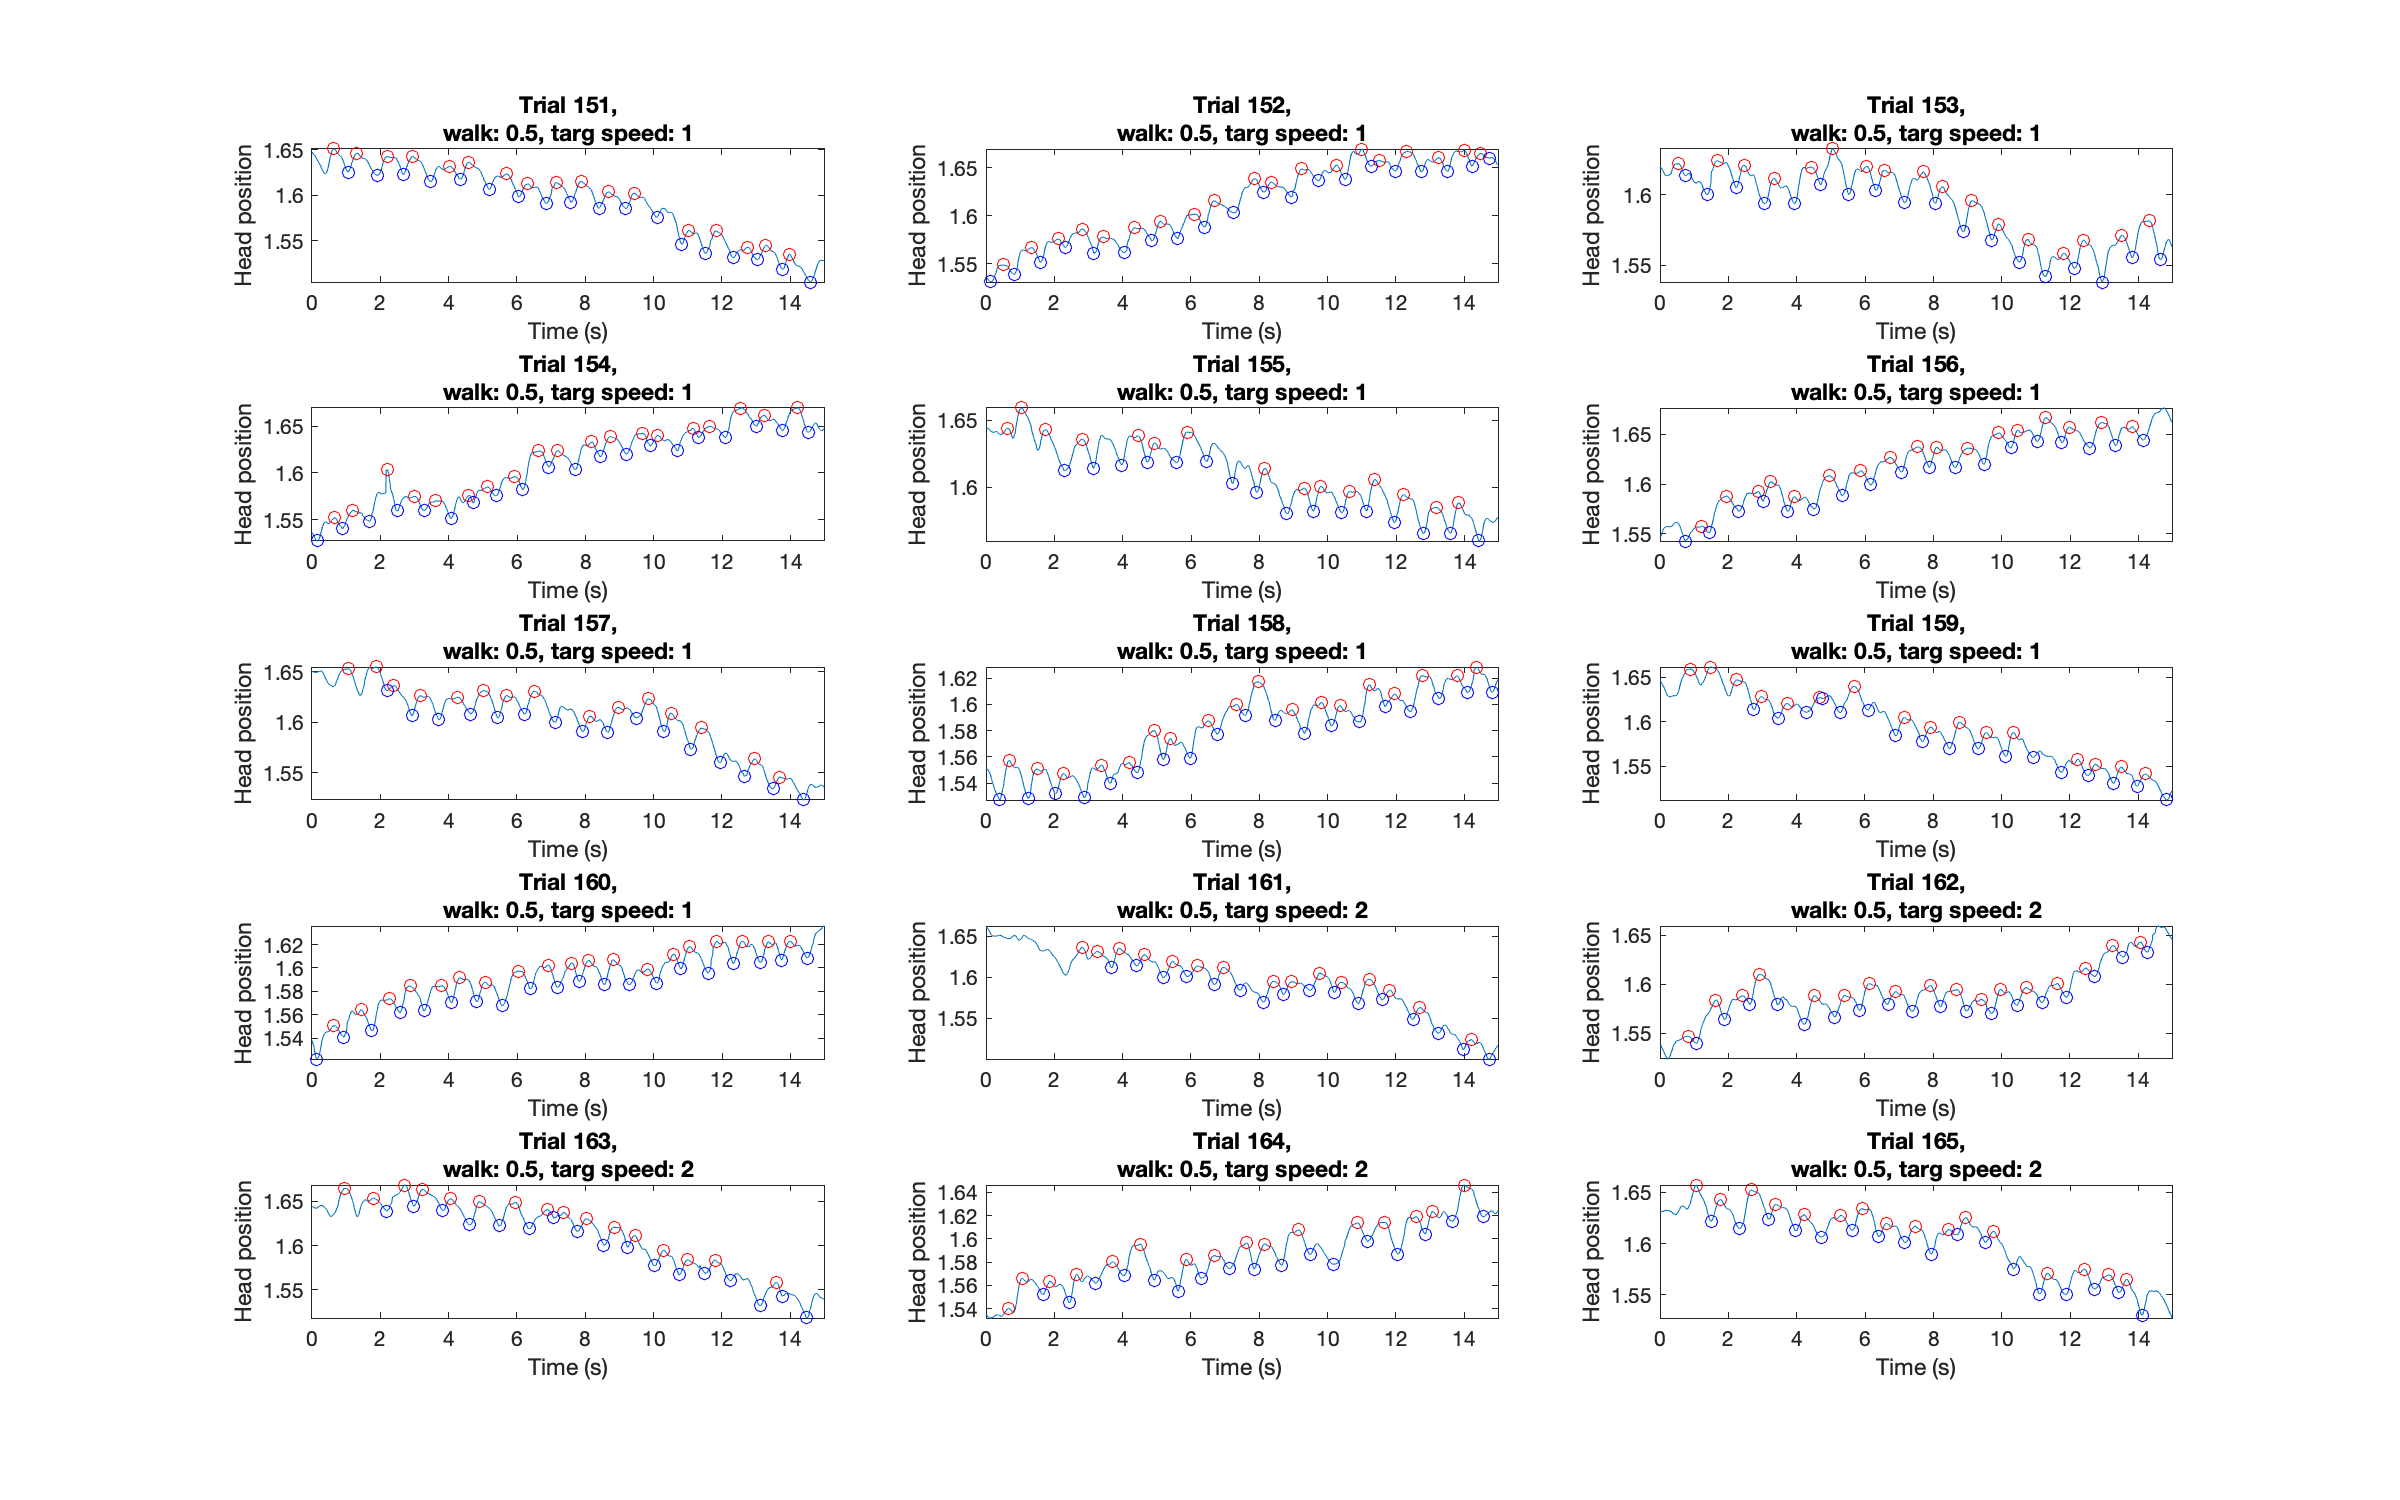 Trial 151,
walk: 0.5, targ speed: 1
Head position
1.65
1.6
1.55
0 2 4 6 8 10 12 14
Time (s)
Trial 152,
walk: 0.5, targ speed: 1
Head position
1.65
1.6
1.55
0 2 4 6 8 10 12 14
Time (s)
Trial 153,
walk: 0.5, targ speed: 1
Head position
1.6
1.55
0 2 4 6 8 10 12 14
Time (s)
Trial 154,
walk: 0.5, targ speed: 1
Head position
1.65
1.6
1.55
0 2 4 6 8 10 12 14
Time (s)
Trial 155,
walk: 0.5, targ speed: 1
Head position
1.65
1.6
0 2 4 6 8 10 12 14
Time (s)
Trial 156,
walk: 0.5, targ speed: 1
Head position
1.65
1.6
1.55
0 2 4 6 8 10 12 14
Time (s)
Trial 157,
walk: 0.5, targ speed: 1
Head position
1.65
1.6
1.55
0 2 4 6 8 10 12 14
Time (s)
Trial 158,
walk: 0.5, targ speed: 1
Head position
1.62
1.6
1.58
1.56
1.54
0 2 4 6 8 10 12 14
Time (s)
Trial 159,
walk: 0.5, targ speed: 1
Head position
1.65
1.6
1.55
0 2 4 6 8 10 12 14
Time (s)
Trial 160,
walk: 0.5, targ speed: 1
Head position
1.62
1.6
1.58
1.56
1.54
0 2 4 6 8 10 12 14
Time (s)
Trial 161,
walk: 0.5, targ speed: 2
Head position
1.65
1.6
1.55
0 2 4 6 8 10 12 14
Time (s)
Trial 162,
walk: 0.5, targ speed: 2
Head position
1.65
1.6
1.55
0 2 4 6 8 10 12 14
Time (s)
Trial 163,
walk: 0.5, targ speed: 2
Head position
1.65
1.6
1.55
0 2 4 6 8 10 12 14
Time (s)
Trial 164,
walk: 0.5, targ speed: 2
Head position
1.64
1.62
1.6
1.58
1.56
1.54
0 2 4 6 8 10 12 14
Time (s)
Trial 165,
walk: 0.5, targ speed: 2
Head position
1.65
1.6
1.55
0 2 4 6 8 10 12 14
Time (s)